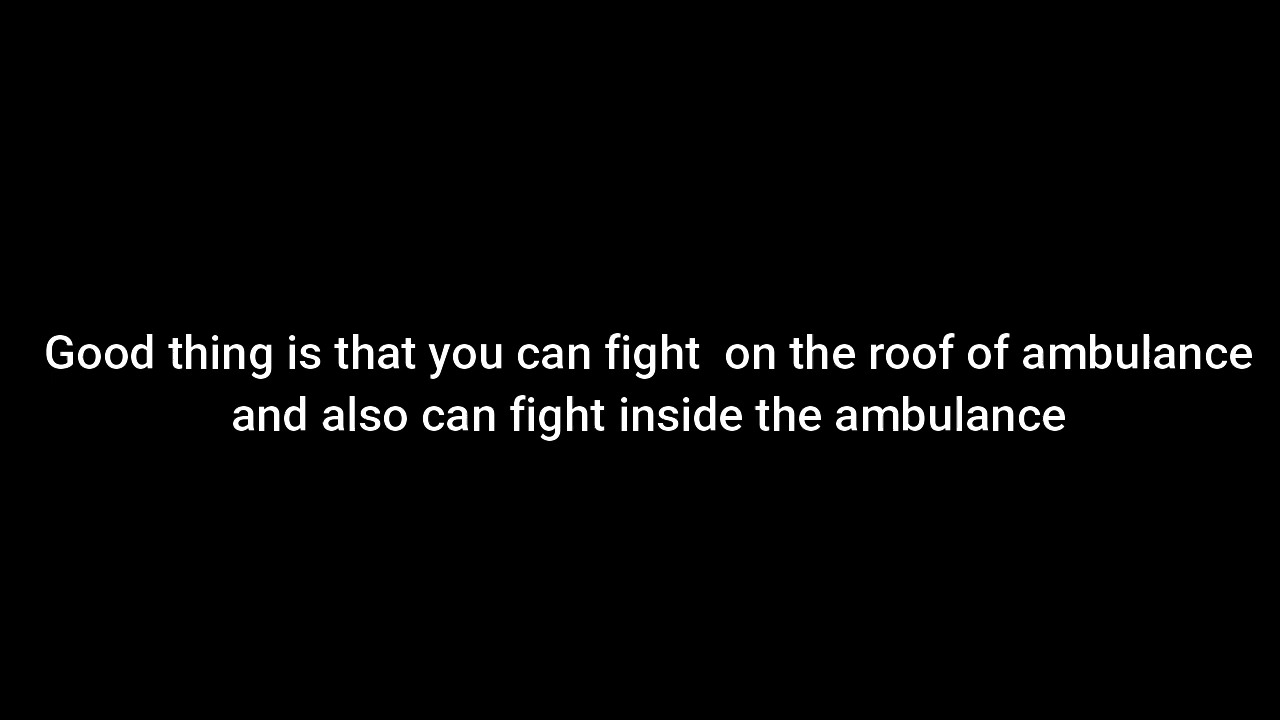 Good thing is that you can fight  on the roof of ambulance
and also can fight inside the ambulance